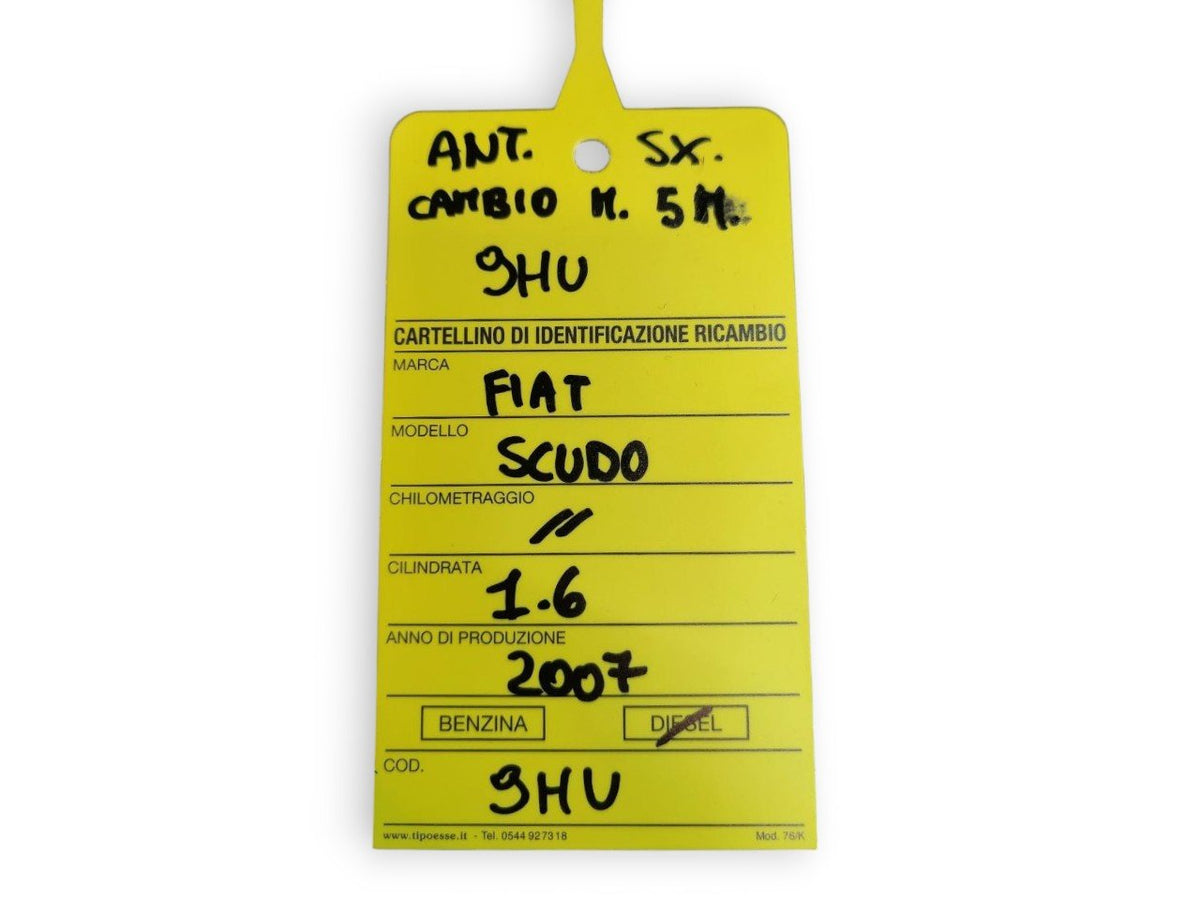 ANT. SX.
CAMBIO M. 5 M.
9HU
CARTELLINO DI IDENTIFICAZIONE RICAMBIO
MARCA
FIAT
MODELLO
SCUDO
CHILOMETRAGGIO
//
CILINDRATA
1.6
ANNO DI PRODUZIONE
2007
BENZINA DIESEL
COD.
9HU
www.tipoesse.it - Tel. 0544 927318 Mod. 76/K